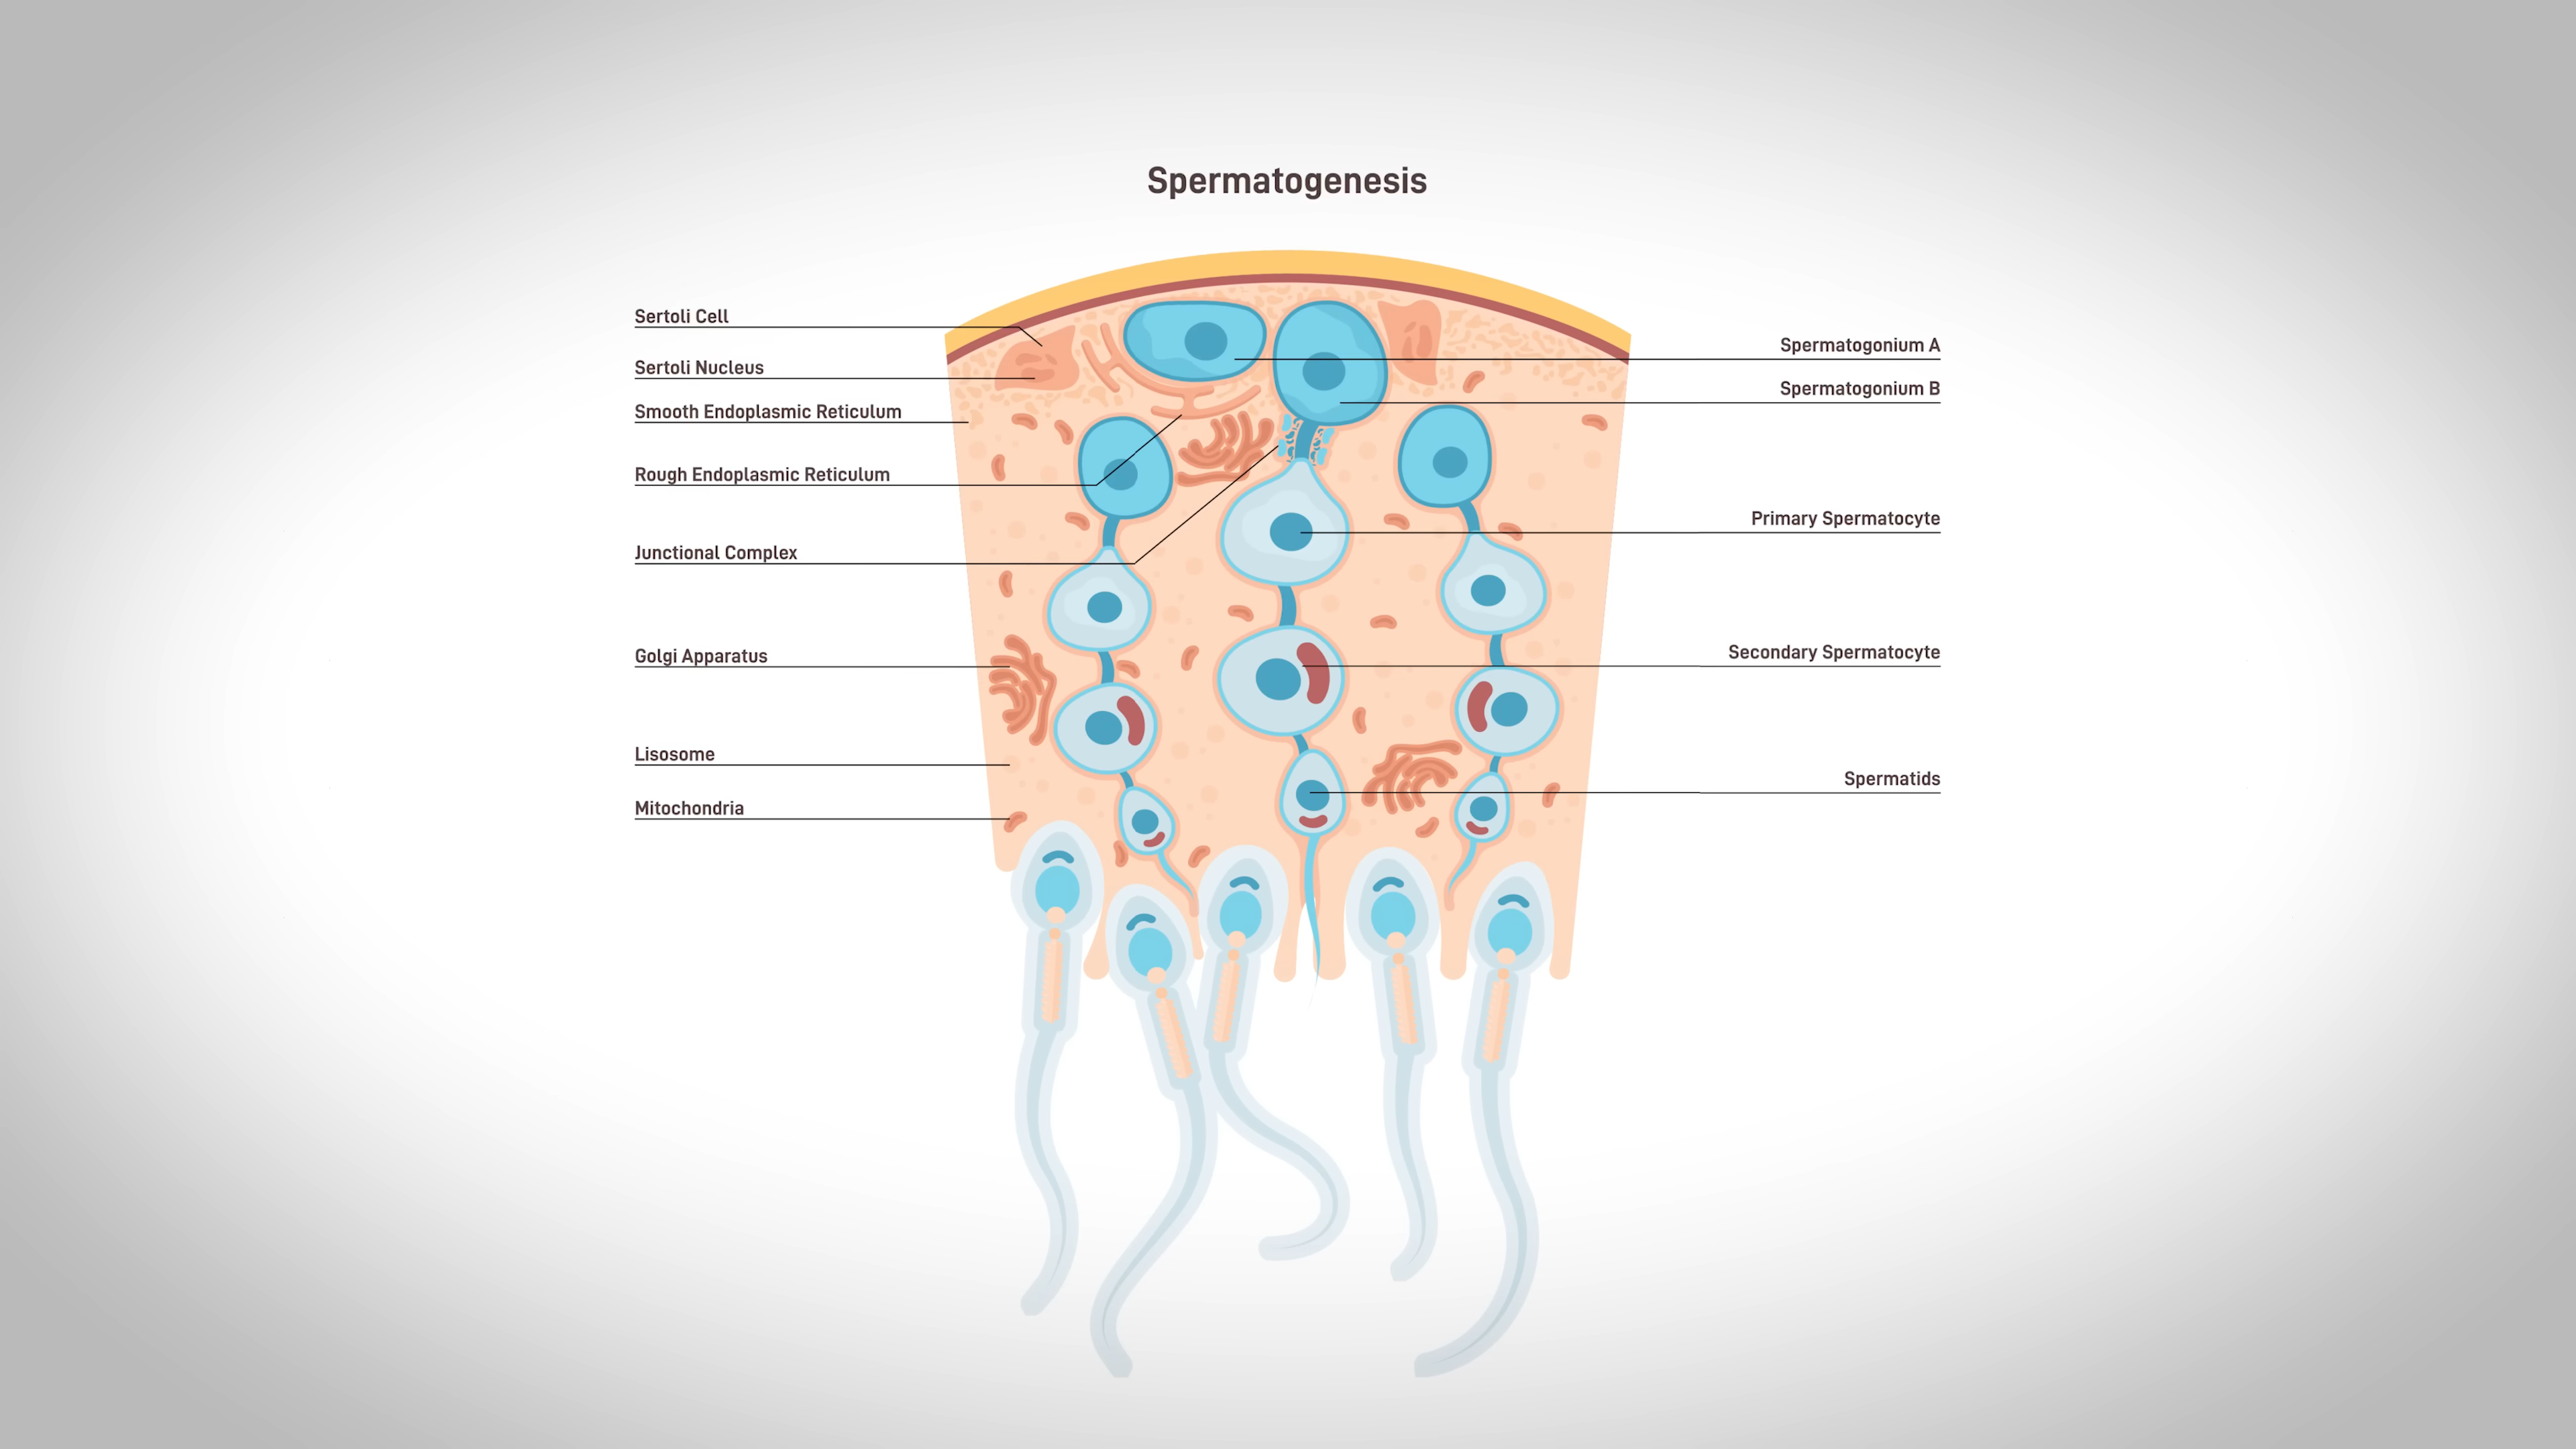 Spermatogenesis
Sertoli Cell
Sertoli Nucleus
Smooth Endoplasmic Reticulum
Rough Endoplasmic Reticulum
Junctional Complex
Golgi Apparatus
Lisosome
Mitochondria
Spermatogonium A
Spermatogonium B
Primary Spermatocyte
Secondary Spermatocyte
Spermatids